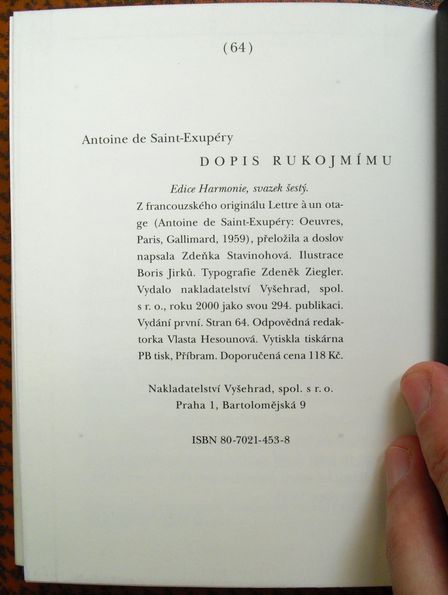 (64)
Antoine de Saint-Exupéry
DOPIS RUKOJMÍMU
Edice Harmonie, svazek šestý.
Z francouzského originálu Lettre à un ota-
ge (Antoine de Saint-Exupéry: Oeuvres,
Paris, Gallimard, 1959), přeložila a doslov
napsala Zdeňka Stavinohová. Ilustrace
Boris Jirků. Typografie Zdeněk Ziegler.
Vydalo nakladatelství Vyšehrad, spol.
s r. o., roku 2000 jako svou 294. publikaci.
Vydání první. Stran 64. Odpovědná redak-
torka Vlasta Hesounová. Vytiskla tiskárna
PB tisk, Příbram. Doporučená cena 118 Kč.
Nakladatelství Vyšehrad, spol. s r. o.
Praha 1, Bartolomějská 9
ISBN 80-7021-453-8